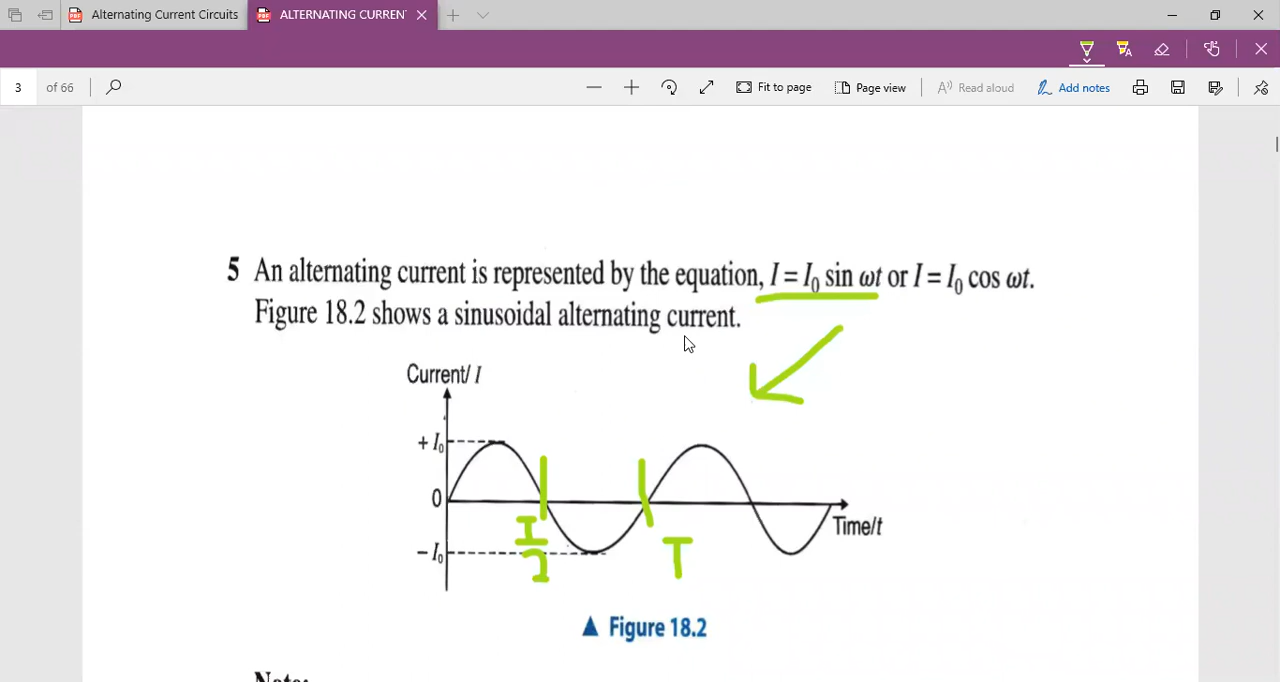 Alternating Current Circuits
ALTERNATING CURREN
3 of 66
Fit to page
Page view
Read aloud
Add notes
5 An alternating current is represented by the equation, I = I₀ sin ωt or I = I₀ cos ωt.
Figure 18.2 shows a sinusoidal alternating current.
Current/ I
+ I₀
0
− I₀
T/2
T
Time/t
▲ Figure 18.2
Note: